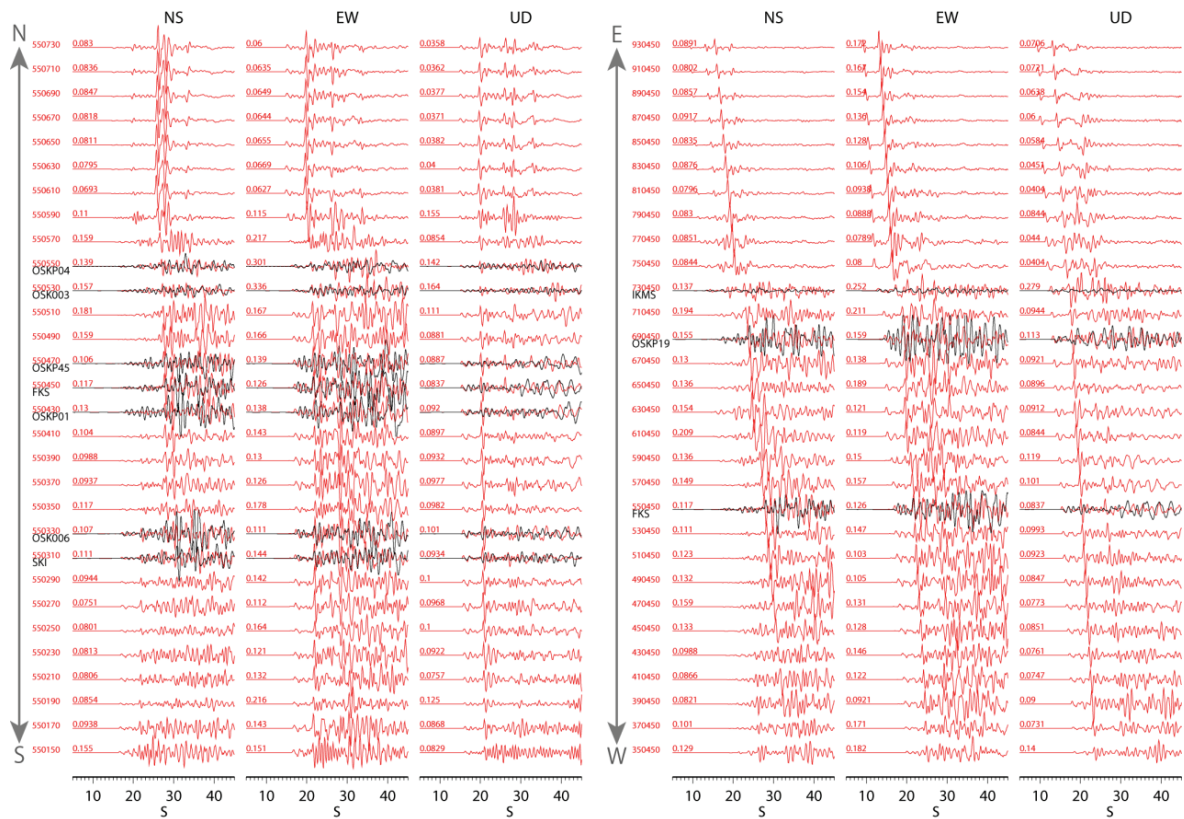 NS EW UD NS EW UD
N E
550730 0.083 0.06 0.0358 930450 0.0891 0.172 0.0706
550710 0.0836 0.0635 0.0362 910450 0.0802 0.167 0.0721
550690 0.0847 0.0649 0.0377 890450 0.0857 0.154 0.0638
550670 0.0818 0.0644 0.0371 870450 0.0917 0.136 0.06
550650 0.0811 0.0655 0.0382 850450 0.0835 0.128 0.0584
550630 0.0795 0.0669 0.04 830450 0.0876 0.106 0.0451
550610 0.0693 0.0627 0.0381 810450 0.0796 0.0938 0.0404
550590 0.11 0.115 0.155 790450 0.083 0.0888 0.0844
550570 0.159 0.217 0.0854 770450 0.0851 0.0789 0.044
550550 0.139 0.301 0.142 750450 0.0844 0.08 0.0404
OSKP04
550530 0.157 0.336 0.164 730450 0.137 0.252 0.279
OSK003 IKMS
550510 0.181 0.167 0.111 710450 0.194 0.211 0.0944
550490 0.159 0.166 0.0881 690450 0.155 0.159 0.113
OSKP19
550470 0.106 0.139 0.0887 670450 0.13 0.138 0.0921
OSKP45
550450 0.117 0.126 0.0837 650450 0.136 0.189 0.0896
FKS
550430 0.13 0.138 0.092 630450 0.154 0.121 0.0912
OSKP01
550410 0.104 0.143 0.0897 610450 0.209 0.119 0.0844
550390 0.0988 0.13 0.0932 590450 0.136 0.15 0.119
550370 0.0937 0.126 0.0977 570450 0.149 0.157 0.101
550350 0.117 0.178 0.0982 550450 0.117 0.126 0.0837
FKS
550330 0.107 0.111 0.101 530450 0.111 0.147 0.0993
OSK006
550310 0.111 0.144 0.0934 510450 0.123 0.103 0.0923
SKI
550290 0.0944 0.142 0.1 490450 0.132 0.105 0.0847
550270 0.0751 0.112 0.0968 470450 0.159 0.131 0.0773
550250 0.0801 0.164 0.1 450450 0.133 0.128 0.0851
550230 0.0813 0.121 0.0922 430450 0.0988 0.146 0.0761
550210 0.0806 0.132 0.0757 410450 0.0866 0.122 0.0747
550190 0.0854 0.216 0.125 390450 0.0821 0.0921 0.09
550170 0.0938 0.143 0.0868 370450 0.101 0.171 0.0731
550150 0.155 0.151 0.0829 350450 0.129 0.182 0.14
S W
10 20 30 40 10 20 30 40 10 20 30 40 10 20 30 40 10 20 30 40 10 20 30 40
S S S S S S